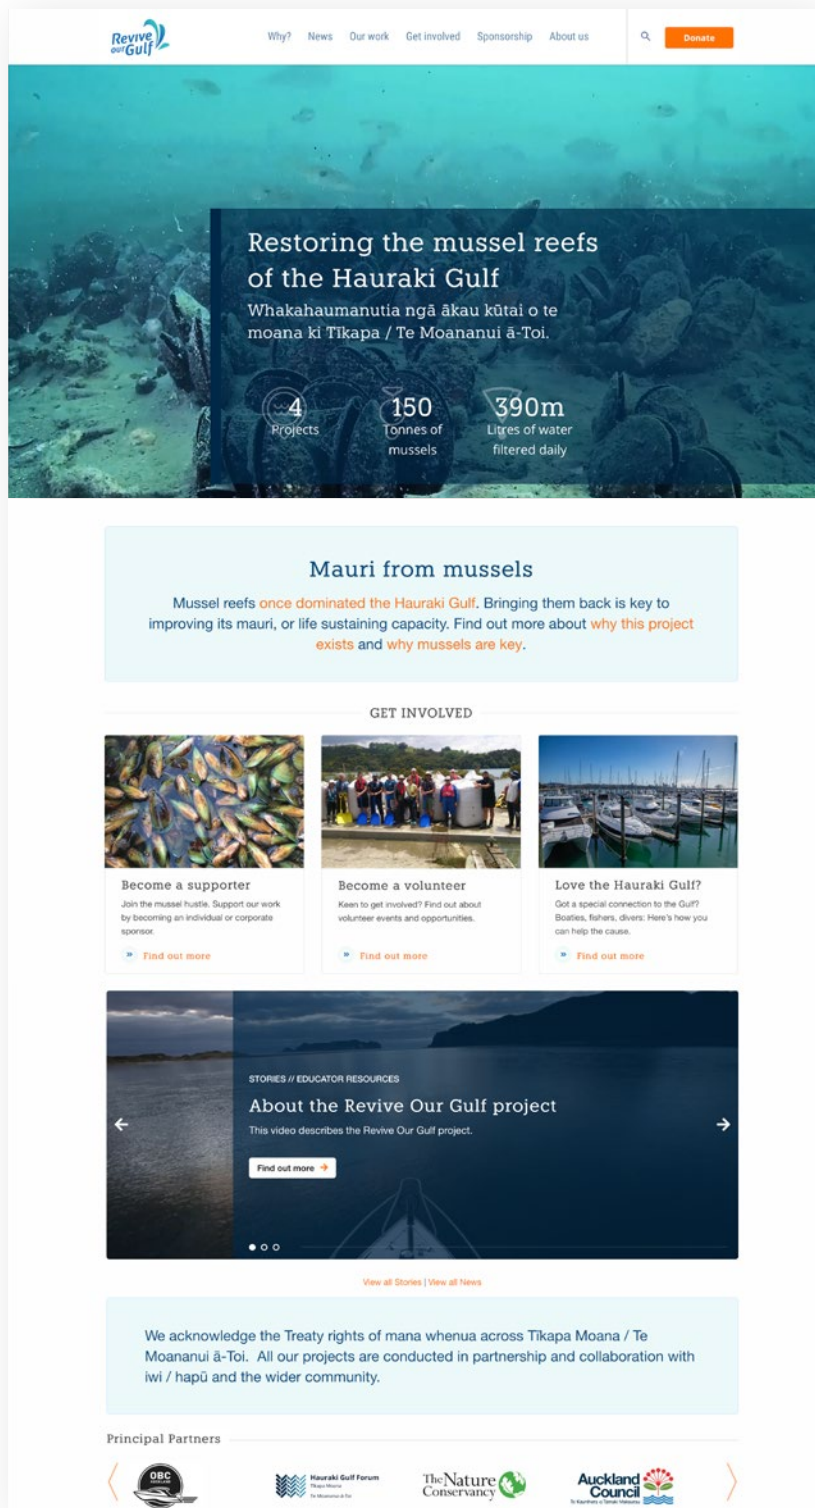 Revive
our Gulf
Why? News Our work Get involved Sponsorship About us
Donate
Restoring the mussel reefs
of the Hauraki Gulf
Whakahaumanutia ngā ākau kūtai o te
moana ki Tīkapa / Te Moananui ā-Toi.
4
Projects
150
Tonnes of
mussels
390m
Litres of water
filtered daily
Mauri from mussels
Mussel reefs once dominated the Hauraki Gulf. Bringing them back is key to
improving its mauri, or life sustaining capacity. Find out more about why this project
exists and why mussels are key.
GET INVOLVED
Become a supporter
Join the mussel hustle. Support our work
by becoming an individual or corporate
sponsor.
» Find out more
Become a volunteer
Keen to get involved? Find out about
volunteer events and opportunities.
» Find out more
Love the Hauraki Gulf?
Got a special connection to the Gulf?
Boaties, fishers, divers: Here's how you
can help the cause.
» Find out more
STORIES // EDUCATOR RESOURCES
About the Revive Our Gulf project
This video describes the Revive Our Gulf project.
Find out more →
View all Stories | View all News
We acknowledge the Treaty rights of mana whenua across Tīkapa Moana / Te
Moananui ā-Toi. All our projects are conducted in partnership and collaboration with
iwi / hapū and the wider community.
Principal Partners
OBC
Hauraki Gulf Forum
Tīkapa Moana
Te Moananui ā-Toi
The Nature
Conservancy
Auckland
Council
Te Kaunihera o Tāmaki Makaurau